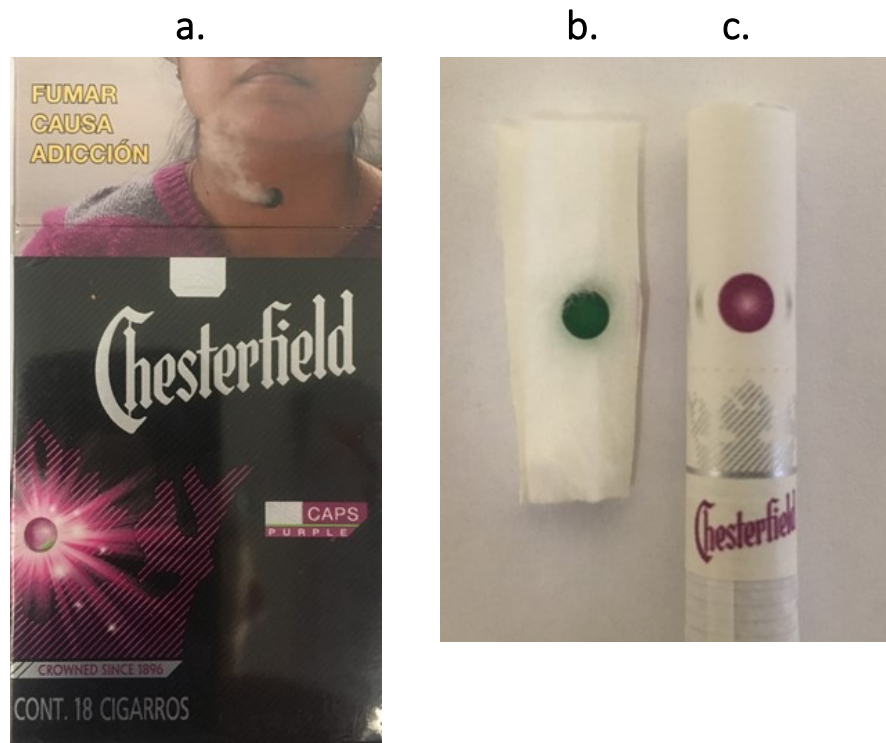 a.
b.
c.
FUMAR
CAUSA
ADICCIÓN
Chesterfield
CAPS
PURPLE
CROWNED SINCE 1896
CONT. 18 CIGARROS
Chesterfield